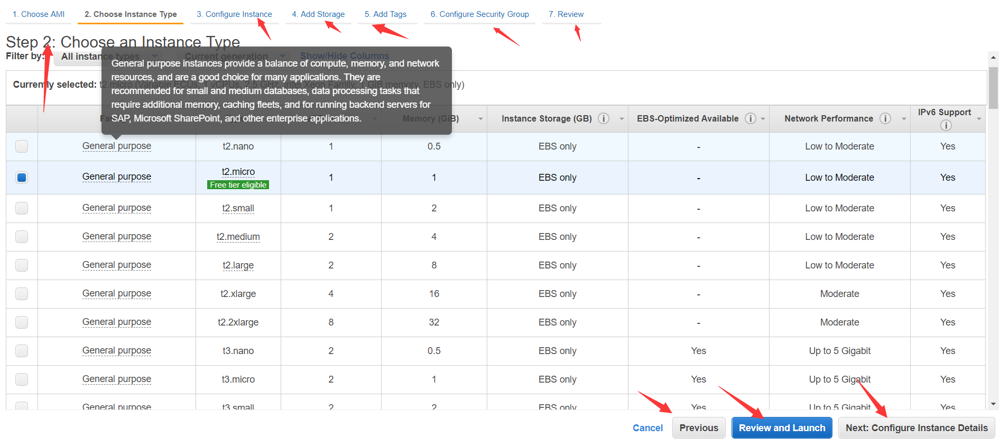 1. Choose AMI 2. Choose Instance Type 3. Configure Instance 4. Add Storage 5. Add Tags 6. Configure Security Group 7. Review
Step 2: Choose an Instance Type
Filter by: All instance types Current generation Show/Hide Columns
General purpose instances provide a balance of compute, memory, and network
resources, and are a good choice for many applications. They are
recommended for small and medium databases, data processing tasks that
require additional memory, caching fleets, and for running backend servers for
SAP, Microsoft SharePoint, and other enterprise applications.
Currently selected: t2.micro (Variable ECUs, 1 vCPUs, 2.5 GHz, Intel Xeon Family, 1 GiB memory, EBS only)
Memory (GiB) Instance Storage (GB) EBS-Optimized Available Network Performance IPv6 Support
General purpose t2.nano 1 0.5 EBS only - Low to Moderate Yes
General purpose t2.micro 1 1 EBS only - Low to Moderate Yes
Free tier eligible
General purpose t2.small 1 2 EBS only - Low to Moderate Yes
General purpose t2.medium 2 4 EBS only - Low to Moderate Yes
General purpose t2.large 2 8 EBS only - Low to Moderate Yes
General purpose t2.xlarge 4 16 EBS only - Moderate Yes
General purpose t2.2xlarge 8 32 EBS only - Moderate Yes
General purpose t3.nano 2 0.5 EBS only Yes Up to 5 Gigabit Yes
General purpose t3.micro 2 1 EBS only Yes Up to 5 Gigabit Yes
General purpose t3.small 2 2 EBS only Yes Up to 5 Gigabit Yes
Cancel Previous Review and Launch Next: Configure Instance Details